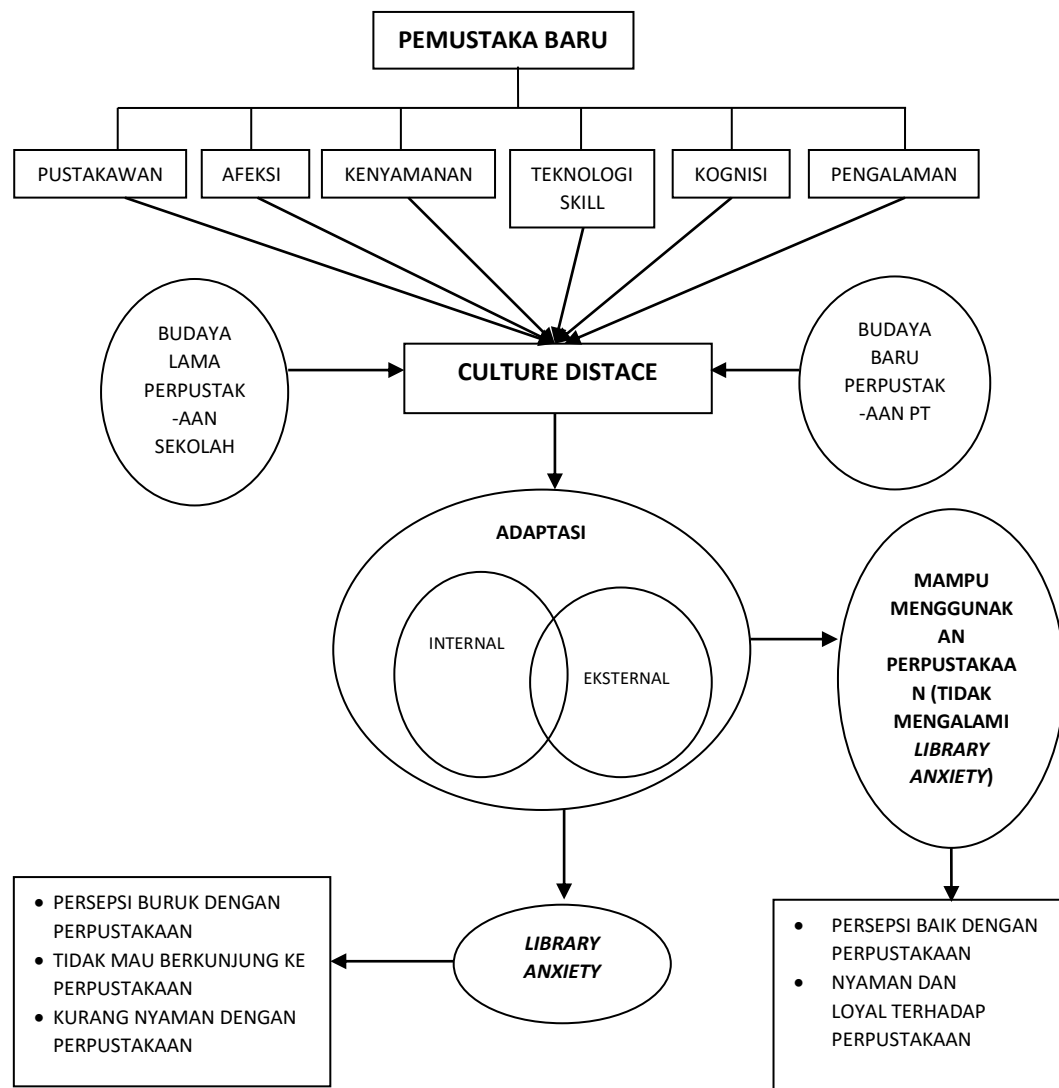 PEMUSTAKA BARU
PUSTAKAWAN
AFEKSI
KENYAMANAN
TEKNOLOGI
SKILL
KOGNISI
PENGALAMAN
BUDAYA
LAMA
PERPUSTAK
-AAN
SEKOLAH
CULTURE DISTACE
BUDAYA
BARU
PERPUSTAK
-AAN PT
ADAPTASI
INTERNAL
EKSTERNAL
MAMPU
MENGGUNAK
AN
PERPUSTAKAA
N (TIDAK
MENGALAMI
LIBRARY
ANXIETY)
• PERSEPSI BURUK DENGAN
PERPUSTAKAAN
• TIDAK MAU BERKUNJUNG KE
PERPUSTAKAAN
• KURANG NYAMAN DENGAN
PERPUSTAKAAN
LIBRARY
ANXIETY
• PERSEPSI BAIK DENGAN
PERPUSTAKAAN
• NYAMAN DAN
LOYAL TERHADAP
PERPUSTAKAAN